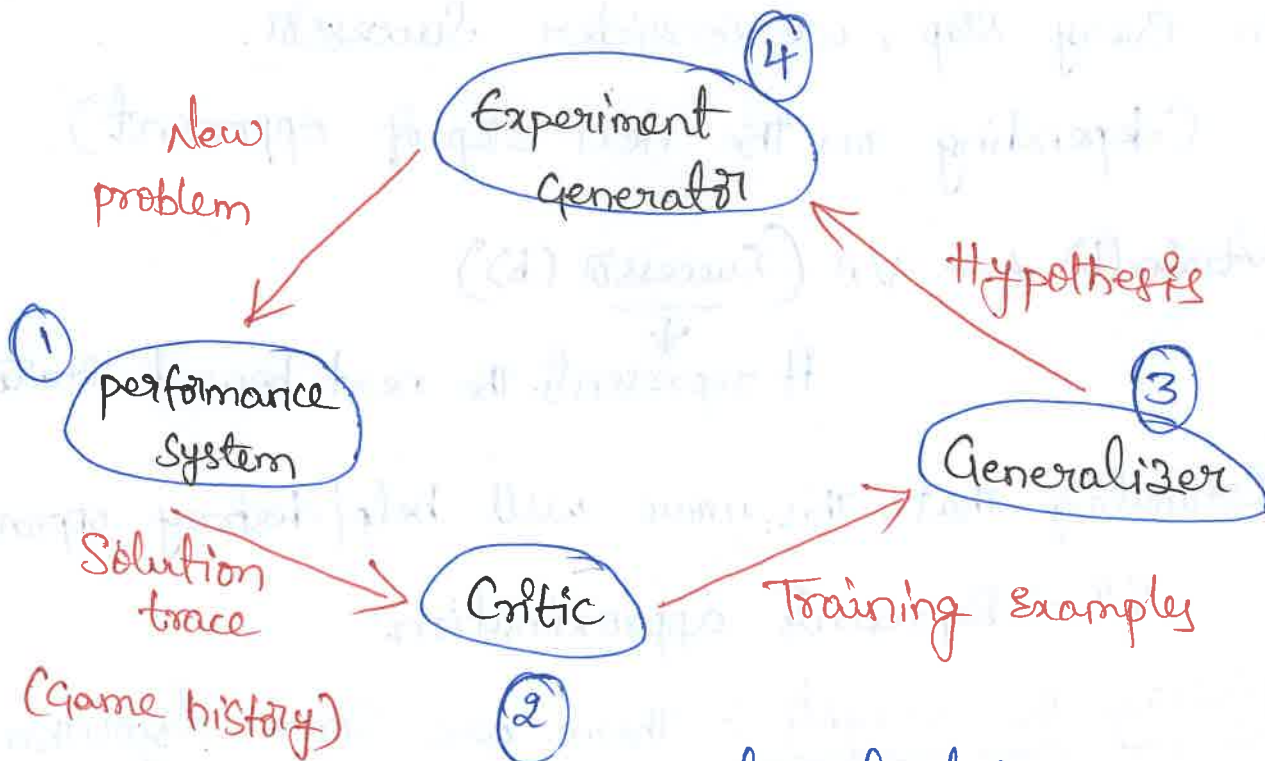 4
Experiment
Generator
New
problem
Hypothesis
1
performance
system
3
Generalizer
Solution
trace
Critic
Training Examples
(Game history)
2